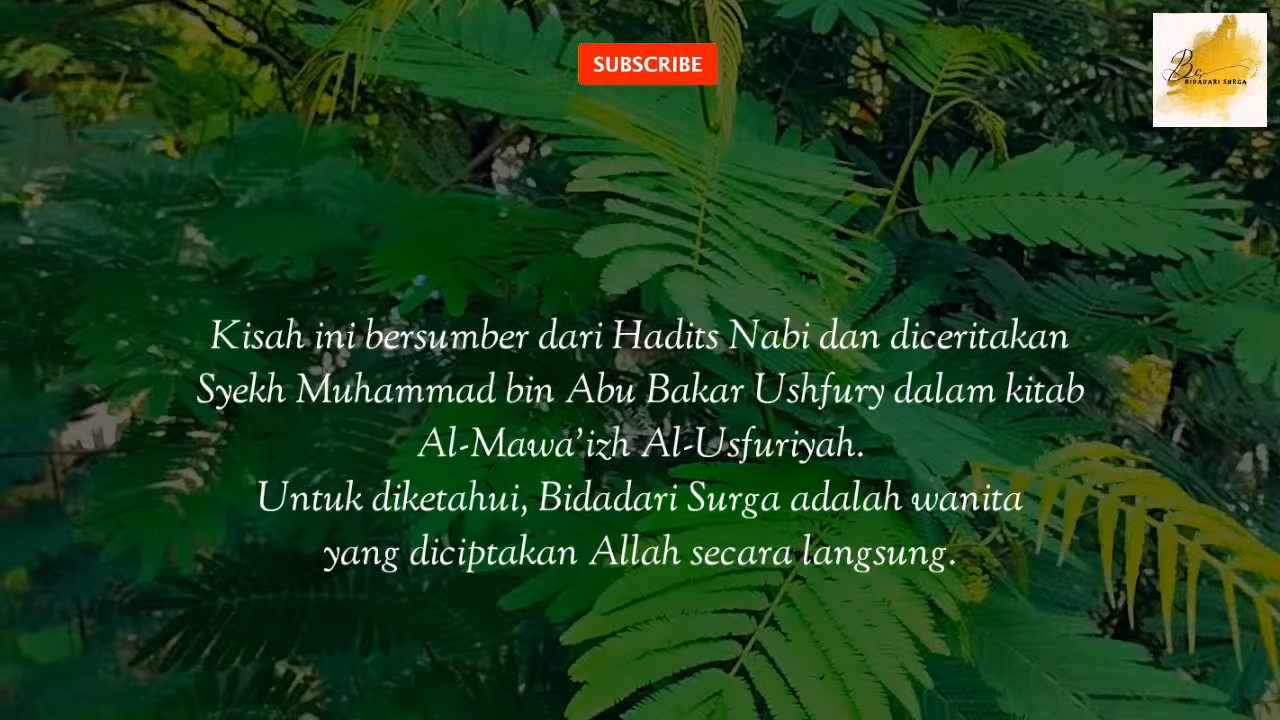 SUBSCRIBE
Bs
BIDADARI SURGA
Kisah ini bersumber dari Hadits Nabi dan diceritakan
Syekh Muhammad bin Abu Bakar Ushfury dalam kitab
Al-Mawa'izh Al-Usfuriyah.
Untuk diketahui, Bidadari Surga adalah wanita
yang diciptakan Allah secara langsung.